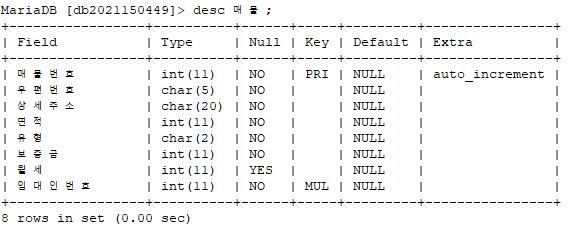 MariaDB [db2021150449]> desc 매물 ;
+----------------+----------+------+-----+---------+----------------+
| Field          | Type     | Null | Key | Default | Extra          |
+----------------+----------+------+-----+---------+----------------+
| 매물번호 | int(11) | NO | PRI | NULL | auto_increment |
| 우편번호 | char(5) | NO | | NULL | |
| 상세주소 | char(20) | NO | | NULL | |
| 면적 | int(11) | NO | | NULL | |
| 유형 | char(2) | NO | | NULL | |
| 보증금 | int(11) | NO | | NULL | |
| 월세 | int(11) | YES | | NULL | |
| 임대인번호 | int(11) | NO | MUL | NULL | |
+----------------+----------+------+-----+---------+----------------+
8 rows in set (0.00 sec)